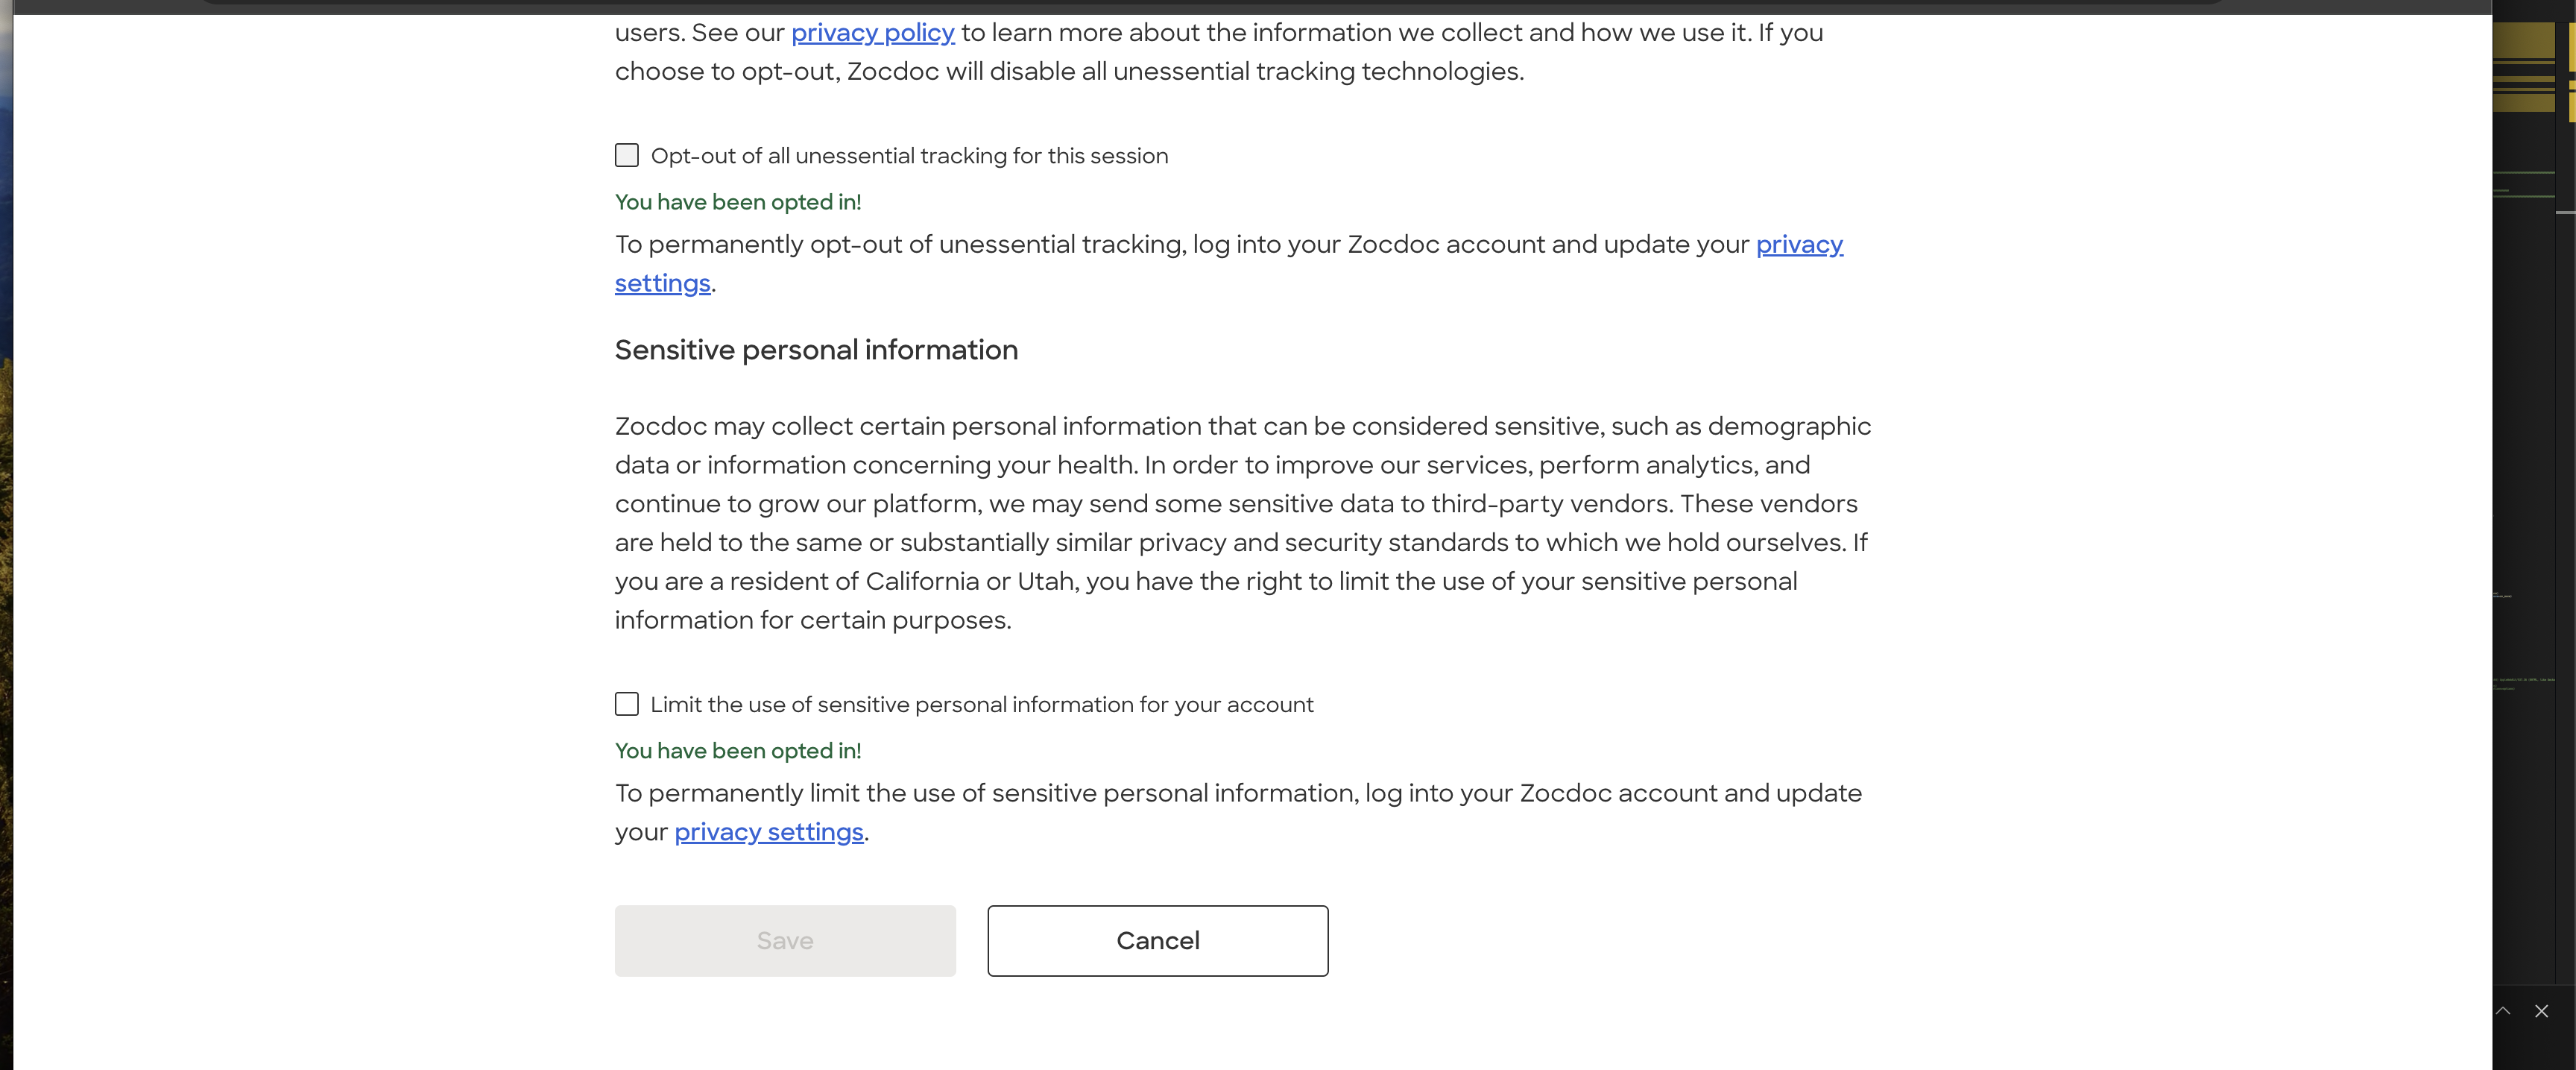 users. See our privacy policy to learn more about the information we collect and how we use it. If you
choose to opt-out, Zocdoc will disable all unessential tracking technologies.
Opt-out of all unessential tracking for this session
You have been opted in!
To permanently opt-out of unessential tracking, log into your Zocdoc account and update your privacy
settings.
Sensitive personal information
Zocdoc may collect certain personal information that can be considered sensitive, such as demographic
data or information concerning your health. In order to improve our services, perform analytics, and
continue to grow our platform, we may send some sensitive data to third-party vendors. These vendors
are held to the same or substantially similar privacy and security standards to which we hold ourselves. If
you are a resident of California or Utah, you have the right to limit the use of your sensitive personal
information for certain purposes.
Limit the use of sensitive personal information for your account
You have been opted in!
To permanently limit the use of sensitive personal information, log into your Zocdoc account and update
your privacy settings.
Save Cancel